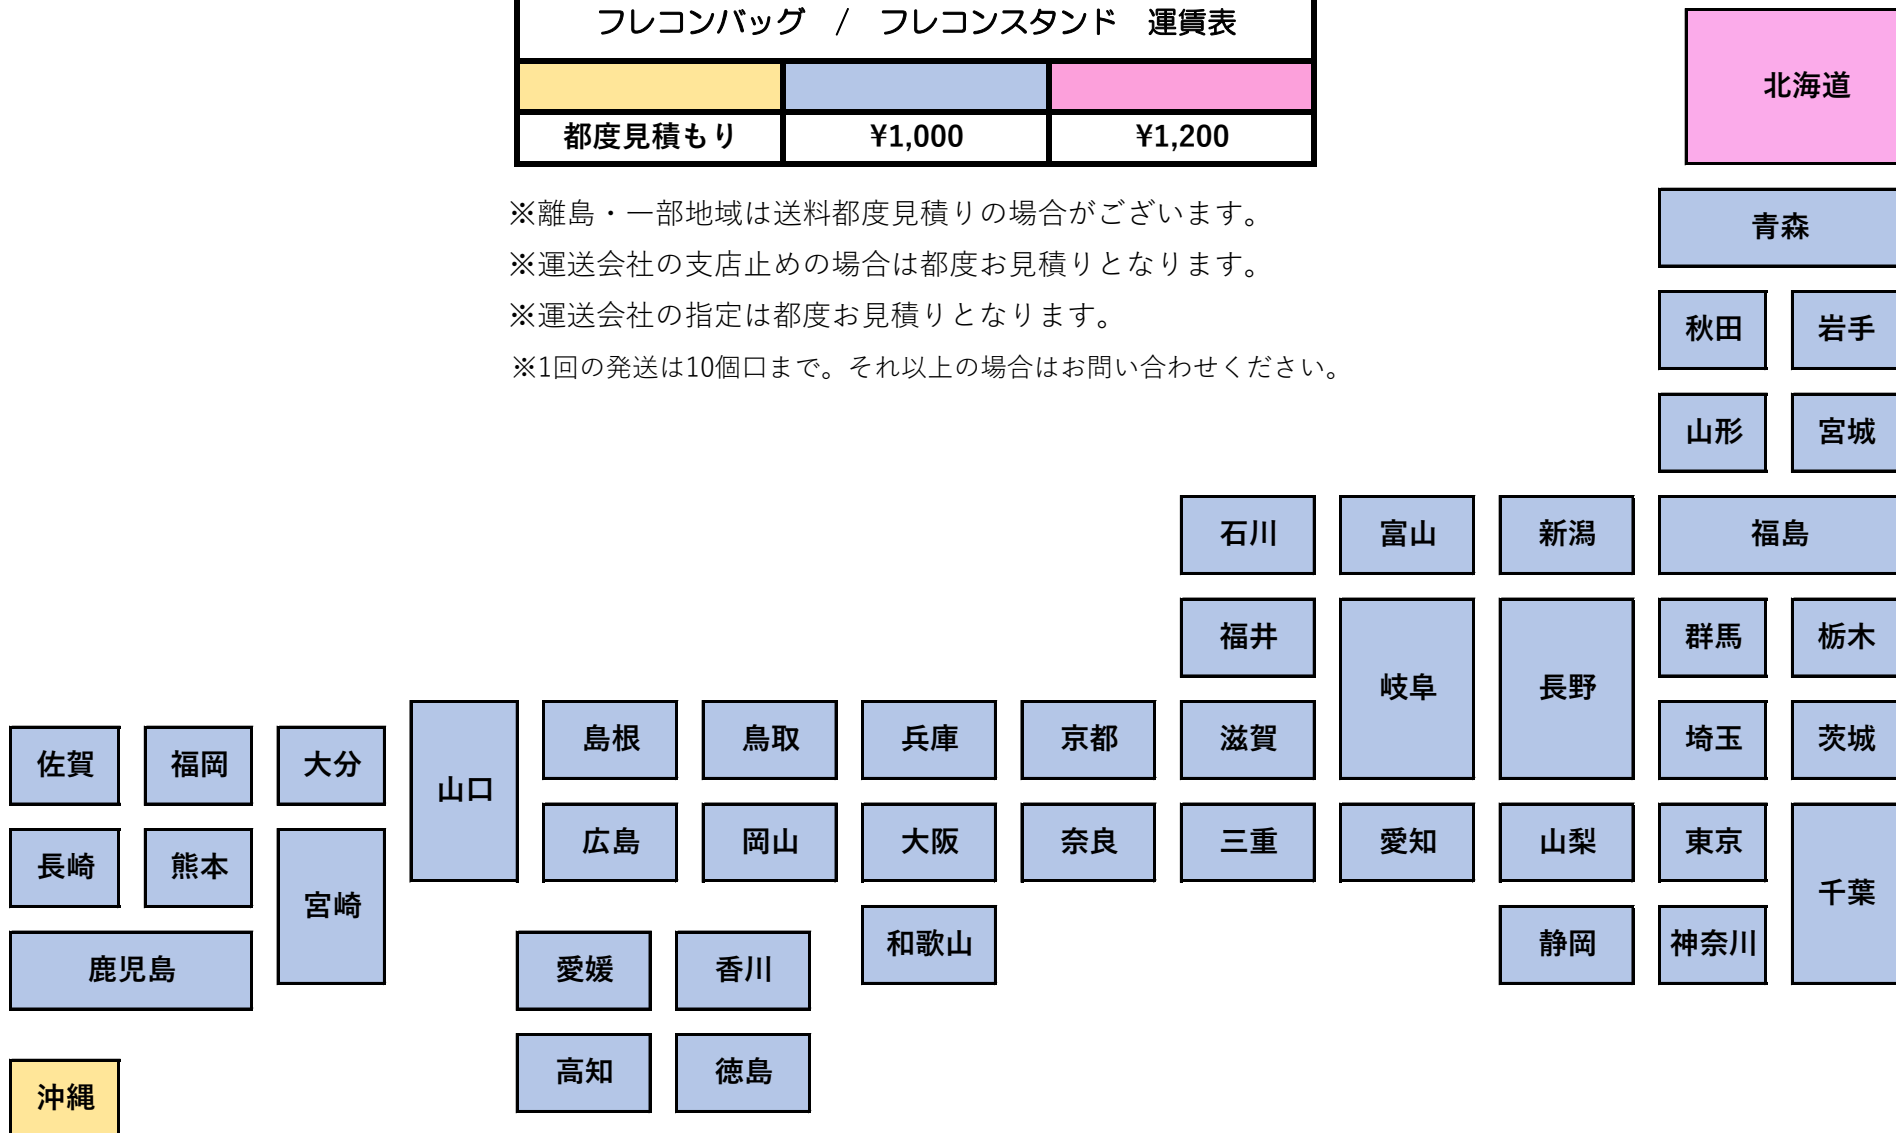 フレコンバッグ / フレコンスタンド 運賃表
都度見積もり ¥1,000 ¥1,200
※離島・一部地域は送料都度見積りの場合がございます。
※運送会社の支店止めの場合は都度お見積りとなります。
※運送会社の指定は都度お見積りとなります。
※1回の発送は10個口まで。それ以上の場合はお問い合わせください。
北海道
青森
秋田 岩手
山形 宮城
石川 富山 新潟 福島
福井 岐阜 長野 群馬 栃木
佐賀 福岡 大分 山口 島根 鳥取 兵庫 京都 滋賀 埼玉 茨城
長崎 熊本 宮崎 広島 岡山 大阪 奈良 三重 愛知 山梨 東京 千葉
鹿児島 愛媛 香川 和歌山 静岡 神奈川
高知 徳島
沖縄